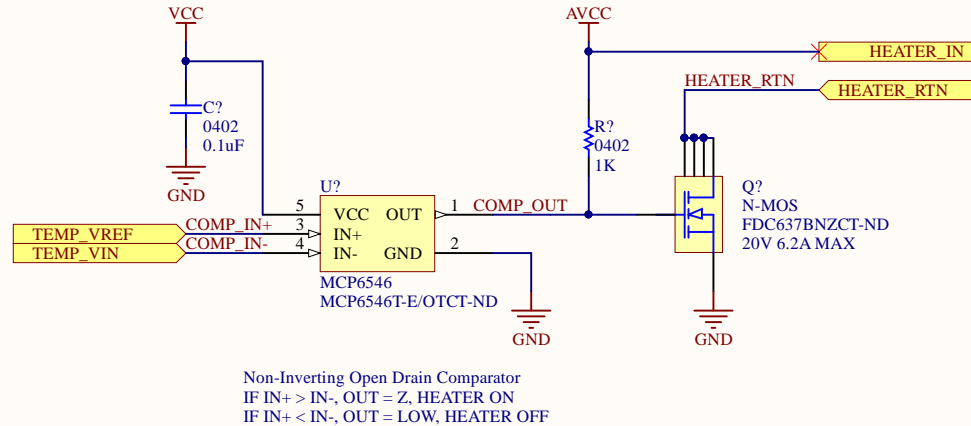 VCC
AVCC
HEATER_IN
HEATER_RTN
HEATER_RTN
C?
0402
0.1uF
GND
R?
0402
1K
U?
Q?
N-MOS
FDC637BNZCT-ND
20V 6.2A MAX
5
VCC
OUT
1
COMP_OUT
TEMP_VREF
COMP_IN+
3
IN+
TEMP_VIN
COMP_IN-
4
IN-
GND
2
MCP6546
MCP6546T-E/OTCT-ND
GND
GND
Non-Inverting Open Drain Comparator
IF IN+ > IN-, OUT = Z, HEATER ON
IF IN+ < IN-, OUT = LOW, HEATER OFF